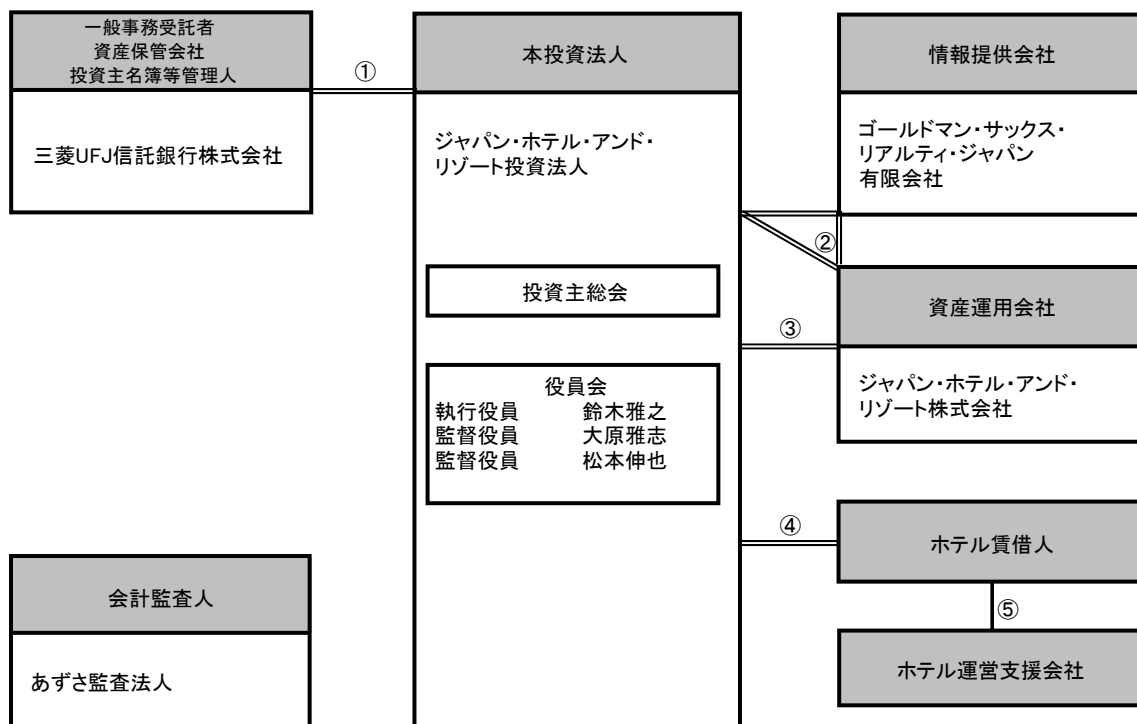 一般事務受託者
資産保管会社
投資主名簿等管理人
三菱UFJ信託銀行株式会社
①
本投資法人
ジャパン・ホテル・アンド・
リゾート投資法人
投資主総会
役員会
執行役員 鈴木雅之
監督役員 大原雅志
監督役員 松本伸也
情報提供会社
ゴールドマン・サックス・
リアルティ・ジャパン
有限会社
②
資産運用会社
③
ジャパン・ホテル・アンド・
リゾート株式会社
④
ホテル賃借人
⑤
ホテル運営支援会社
会計監査人
あずさ監査法人